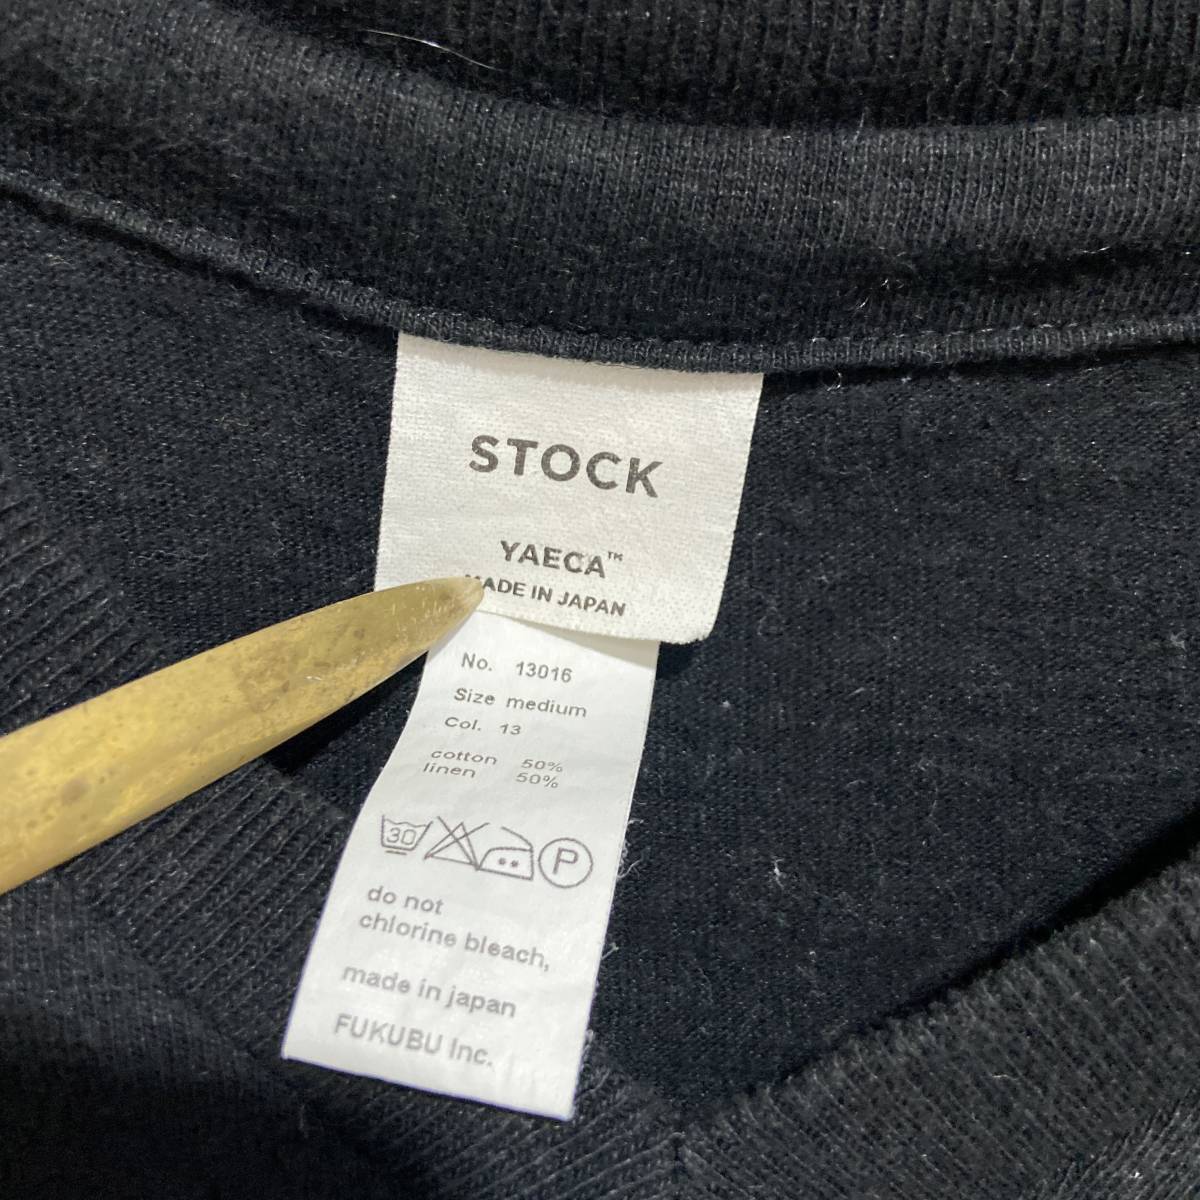 STOCK
YAECA™
MADE IN JAPAN
No. 13016
Size medium
Col. 13
cotton 50%
linen 50%
30 P
do not
chlorine bleach,
made in japan
FUKUBU Inc.